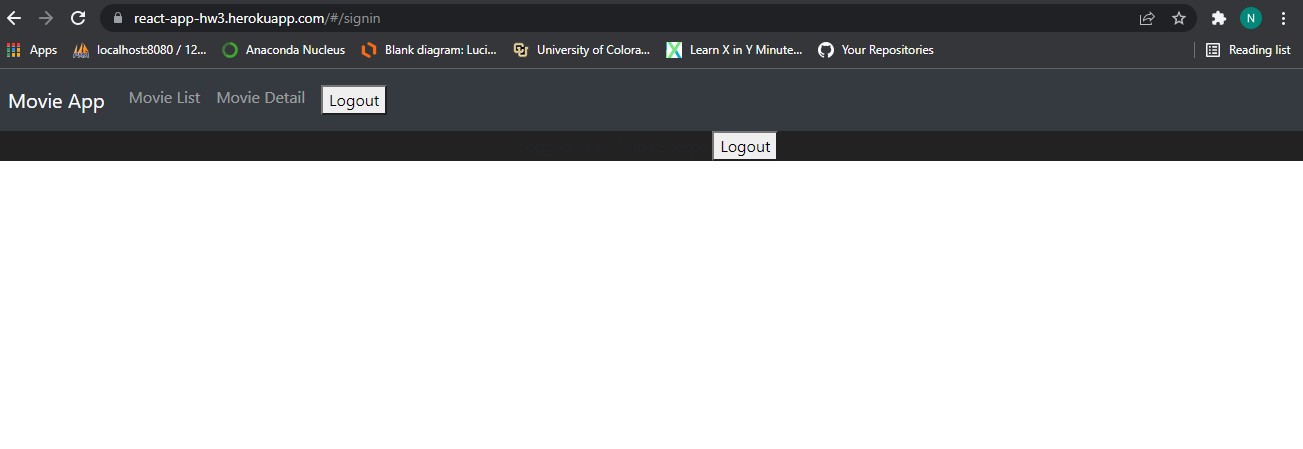 react-app-hw3.herokuapp.com/#/signin
N
Apps
localhost:8080 / 12...
Anaconda Nucleus
Blank diagram: Luci...
University of Colora...
Learn X in Y Minute...
Your Repositories
Reading list
Movie App
Movie List
Movie Detail
Logout
Logout